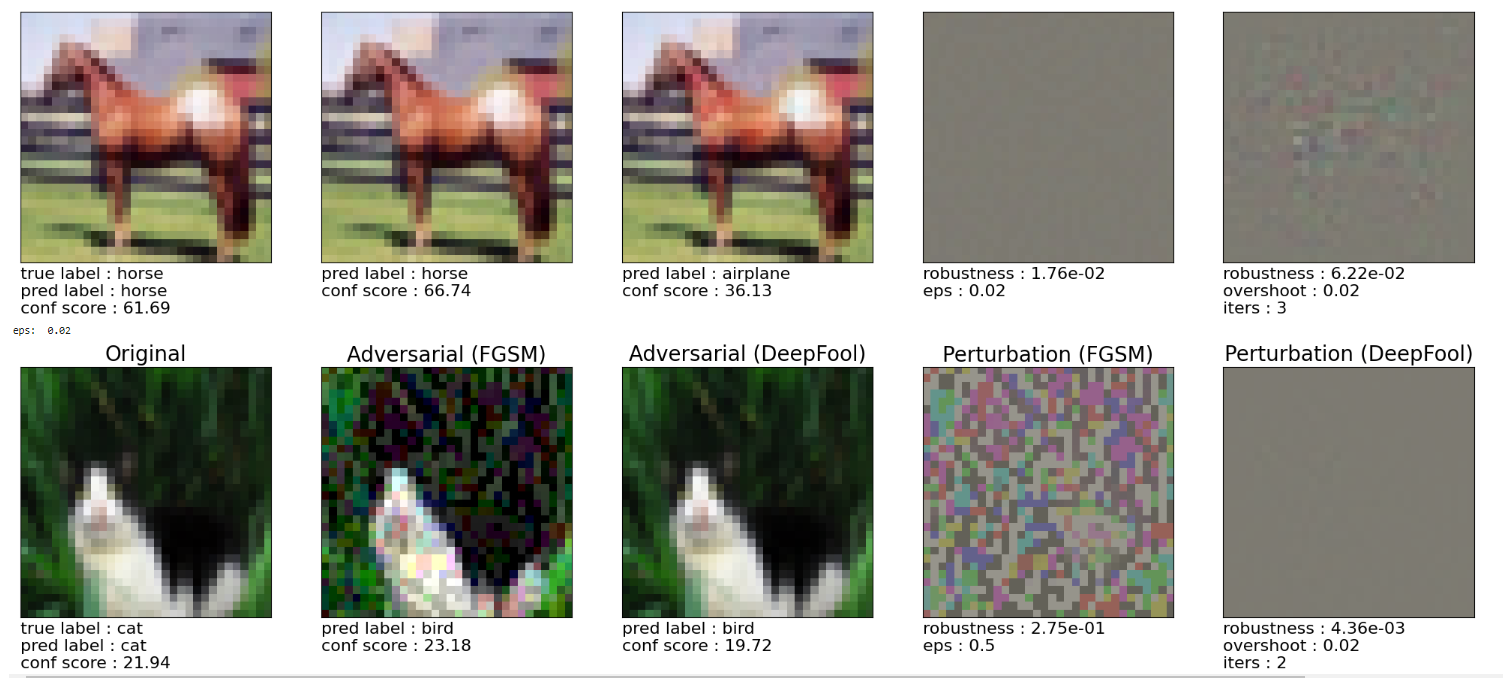 true label : horse
pred label : horse
conf score : 61.69
pred label : horse
conf score : 66.74
pred label : airplane
conf score : 36.13
robustness : 1.76e-02
eps : 0.02
robustness : 6.22e-02
overshoot : 0.02
iters : 3
eps: 0.02
Original
Adversarial (FGSM)
Adversarial (DeepFool)
Perturbation (FGSM)
Perturbation (DeepFool)
true label : cat
pred label : cat
conf score : 21.94
pred label : bird
conf score : 23.18
pred label : bird
conf score : 19.72
robustness : 2.75e-01
eps : 0.5
robustness : 4.36e-03
overshoot : 0.02
iters : 2